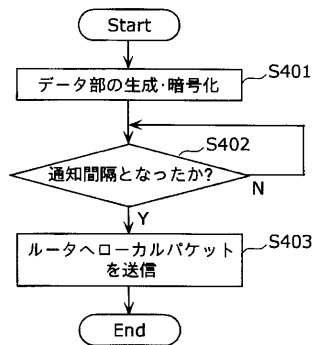 Start
データ部の生成・暗号化
S401
S402
通知間隔となったか?
N
Y
ルータへローカルパケット
を送信
S403
End